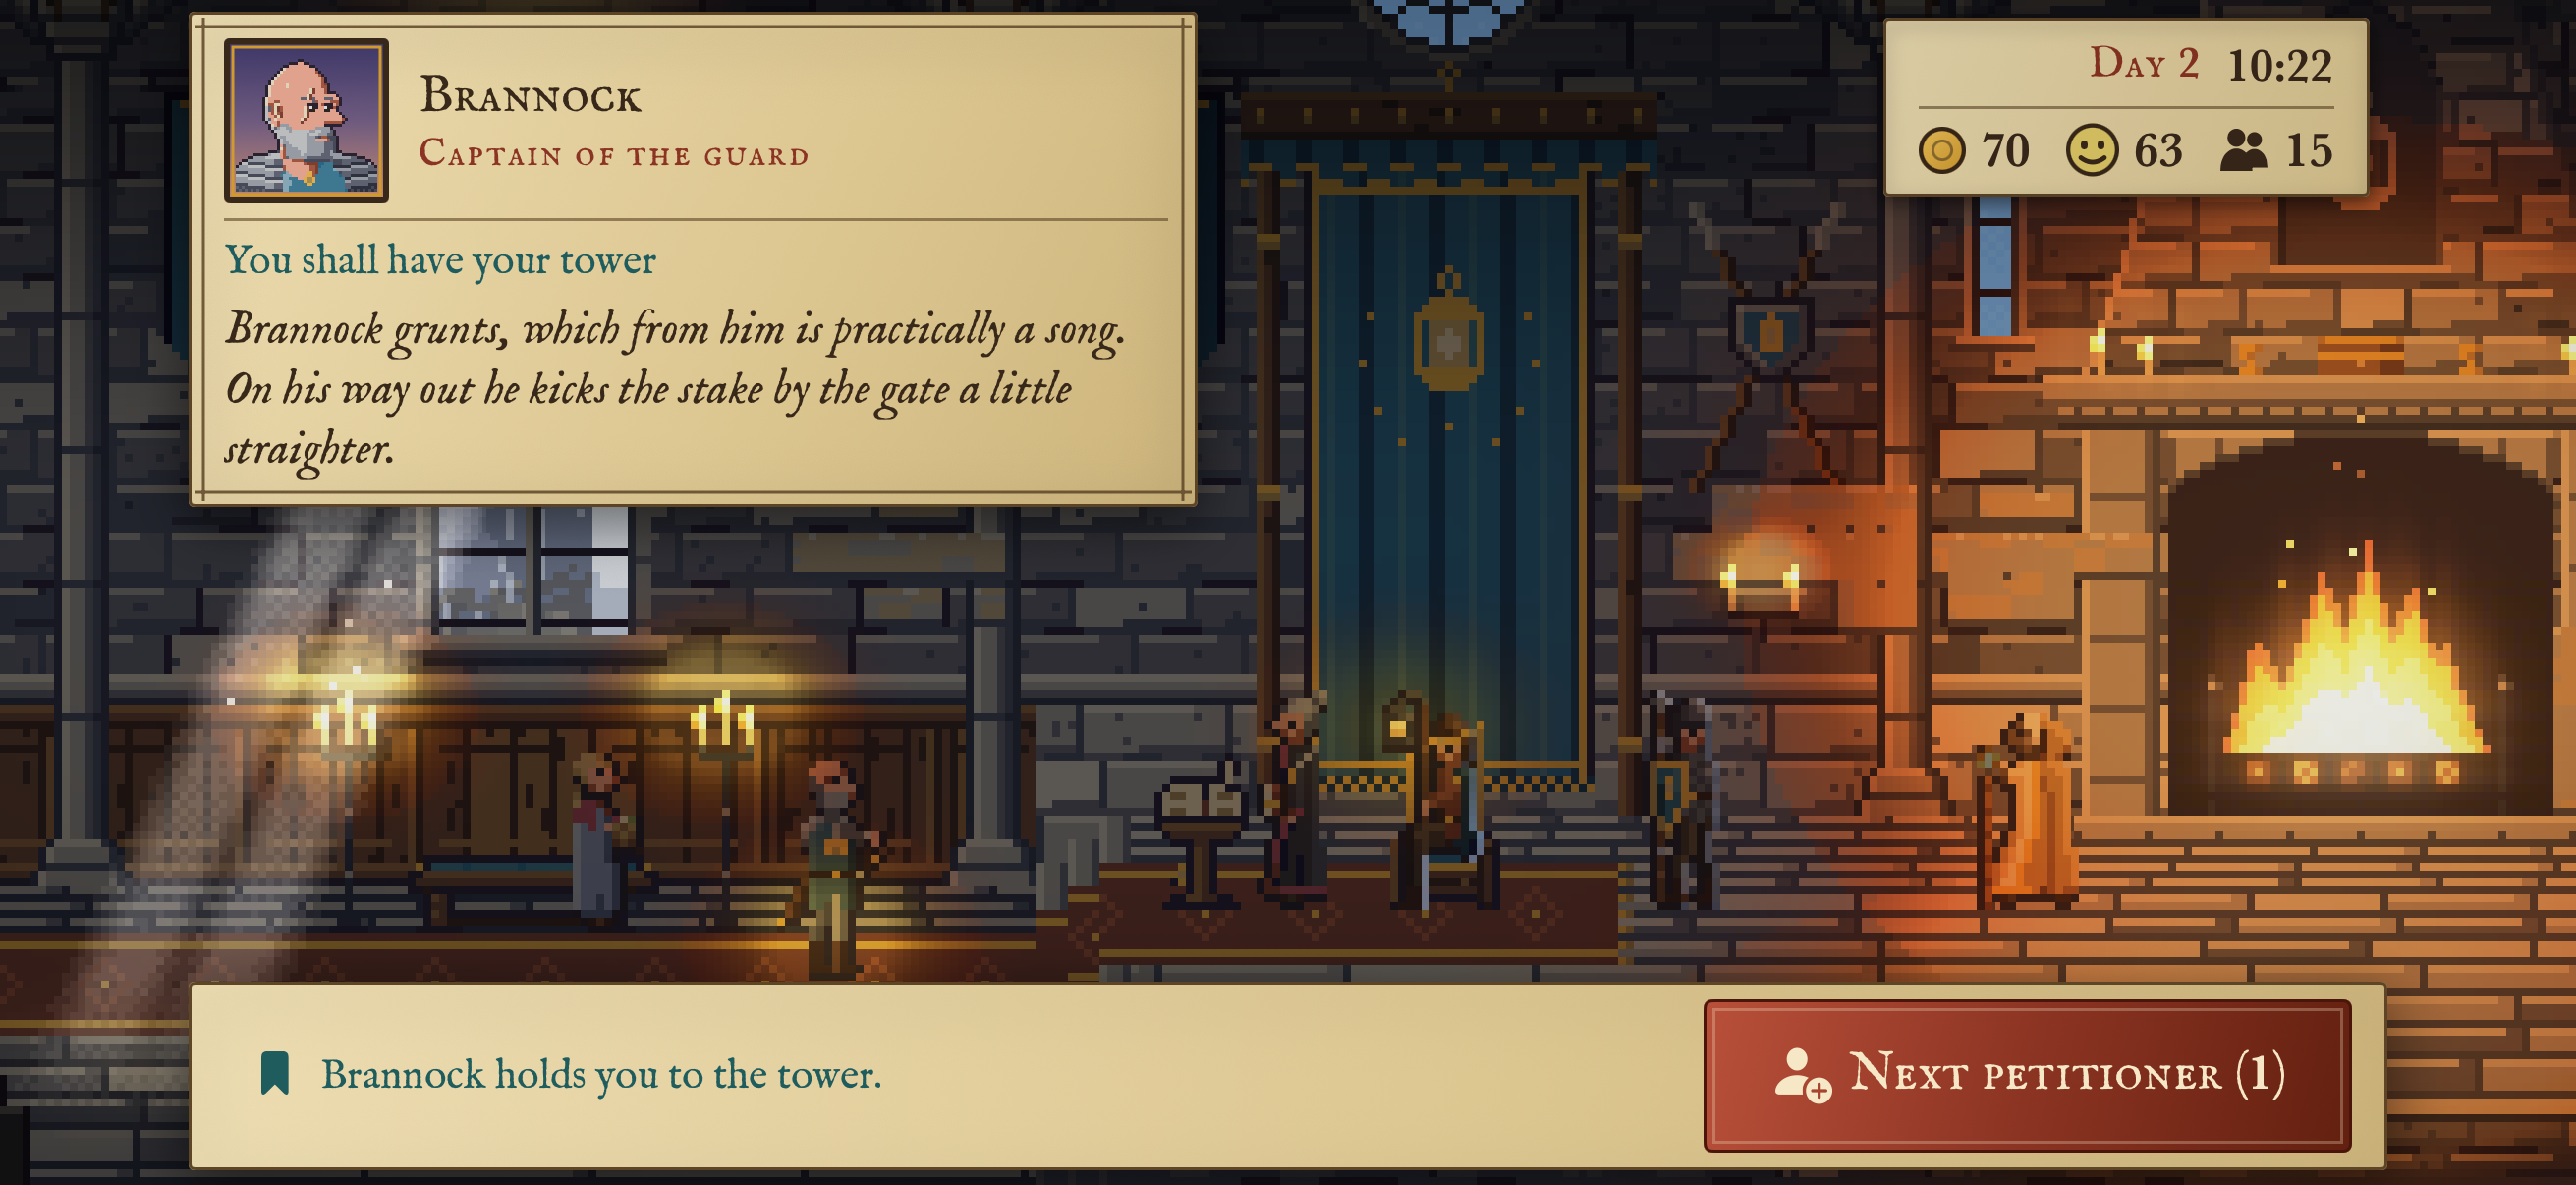 Brannock
Captain of the guard
You shall have your tower
Brannock grunts, which from him is practically a song.
On his way out he kicks the stake by the gate a little
straighter.
Day 2 10:22
70 63 15
Brannock holds you to the tower.
Next petitioner (1)